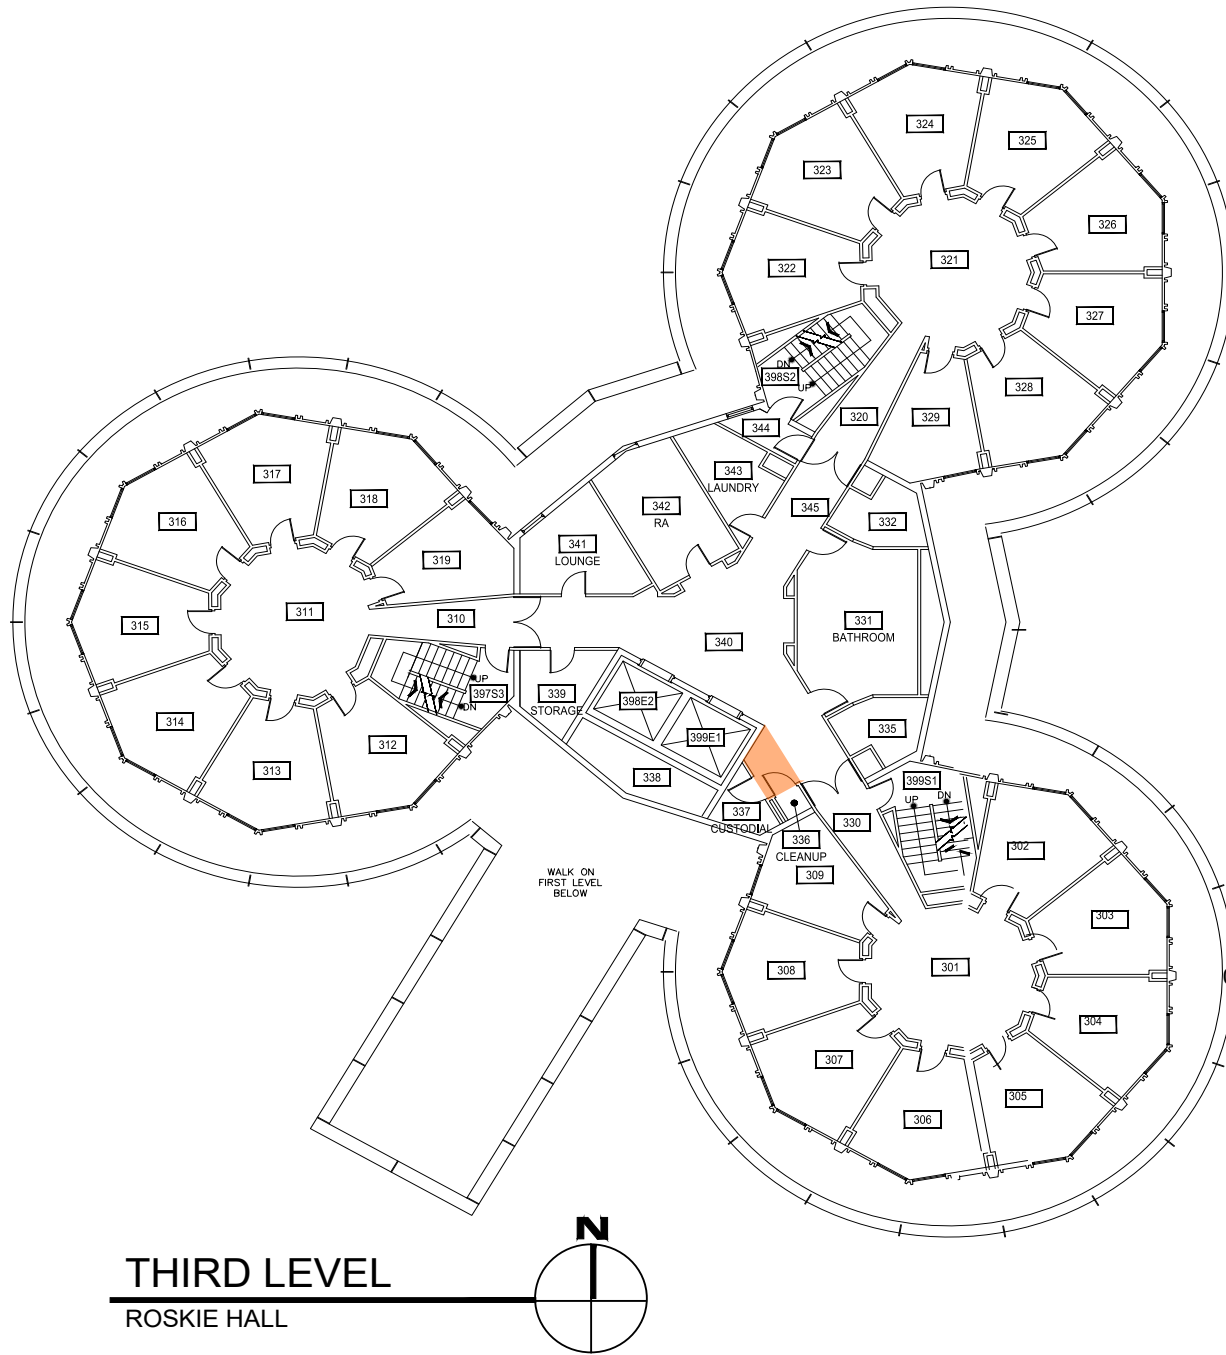 324
325
323
326
321
322
327
DN
398S2
UP
328
320
329
344
317
343
LAUNDRY
318
342
RA
345
316
332
341
LOUNGE
319
311
310
315
331
BATHROOM
340
UP
397S3
DN
339
STORAGE
398E2
314
335
399E1
312
313
338
399S1
UP
DN
337
CUSTODIAL
330
336
CLEANUP
302
309
WALK ON
FIRST LEVEL
BELOW
303
308
301
304
307
305
306
N
THIRD LEVEL
ROSKIE HALL